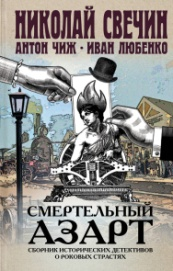 НИКОЛАЙ СВЕЧИН
АНТОН ЧИЖ • ИВАН ЛЮБЕНКО
СМЕРТЕЛЬНЫЙ
АЗАРТ
СБОРНИК ИСТОРИЧЕСКИХ ДЕТЕКТИВОВ
О РОКОВЫХ СТРАСТЯХ